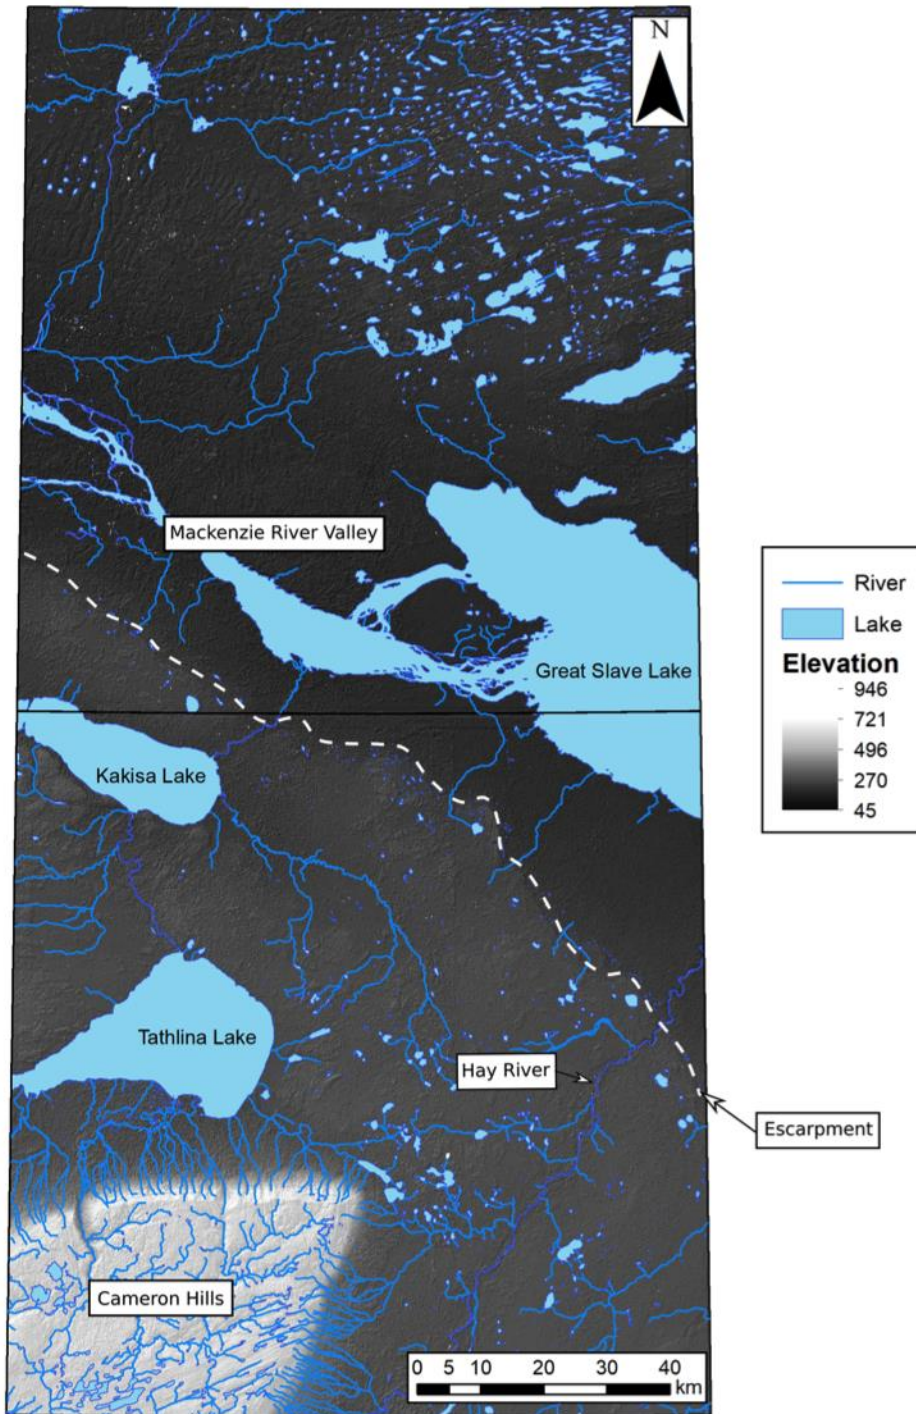 N
Mackenzie River Valley
River
Lake
Great Slave Lake
Elevation
946
721
Kakisa Lake
496
270
45
Tathlina Lake
Hay River
Escarpment
Cameron Hills
0 5 10 20 30 40
km